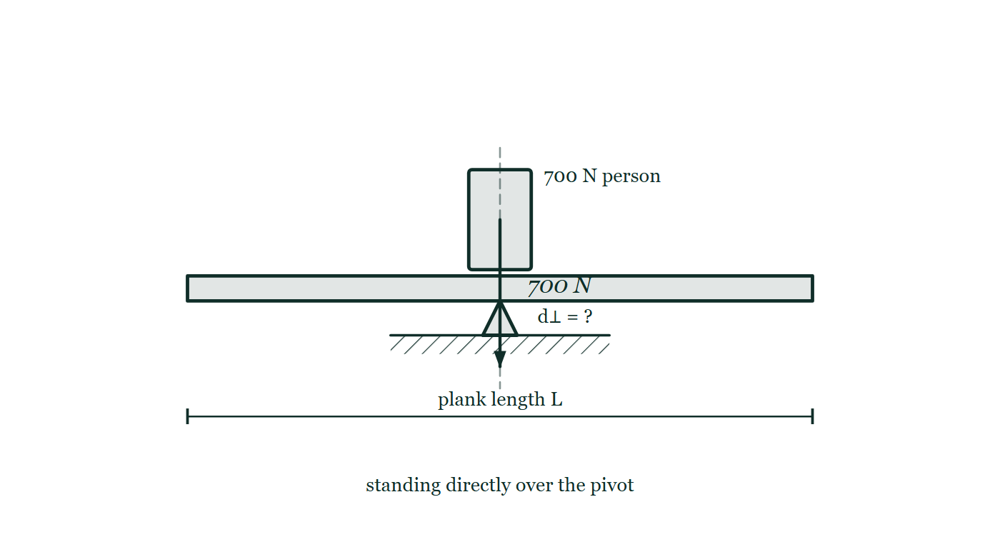 700 N person
700 N
d⊥ = ?
plank length L
standing directly over the pivot